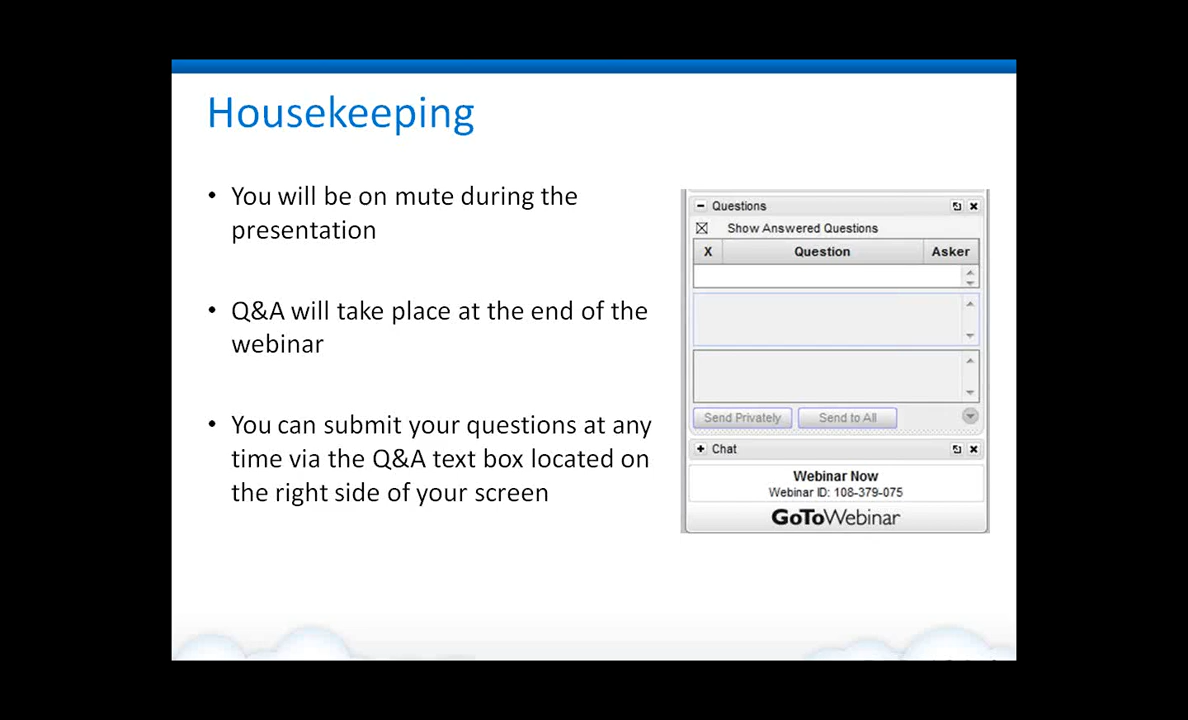 Housekeeping
• You will be on mute during the
presentation
• Q&A will take place at the end of the
webinar
• You can submit your questions at any
time via the Q&A text box located on
the right side of your screen
Questions
Show Answered Questions
X Question Asker
Send Privately Send to All
Chat
Webinar Now
Webinar ID: 108-379-075
GoToWebinar